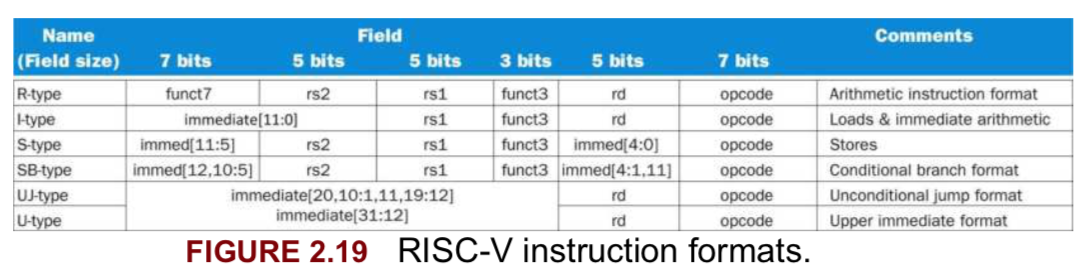 Name Field Comments
(Field size) 7 bits 5 bits 5 bits 3 bits 5 bits 7 bits
R-type funct7 rs2 rs1 funct3 rd opcode Arithmetic instruction format
I-type immediate[11:0] rs1 funct3 rd opcode Loads & immediate arithmetic
S-type immed[11:5] rs2 rs1 funct3 immed[4:0] opcode Stores
SB-type immed[12,10:5] rs2 rs1 funct3 immed[4:1,11] opcode Conditional branch format
UJ-type immediate[20,10:1,11,19:12] rd opcode Unconditional jump format
U-type immediate[31:12] rd opcode Upper immediate format
FIGURE 2.19 RISC-V instruction formats.